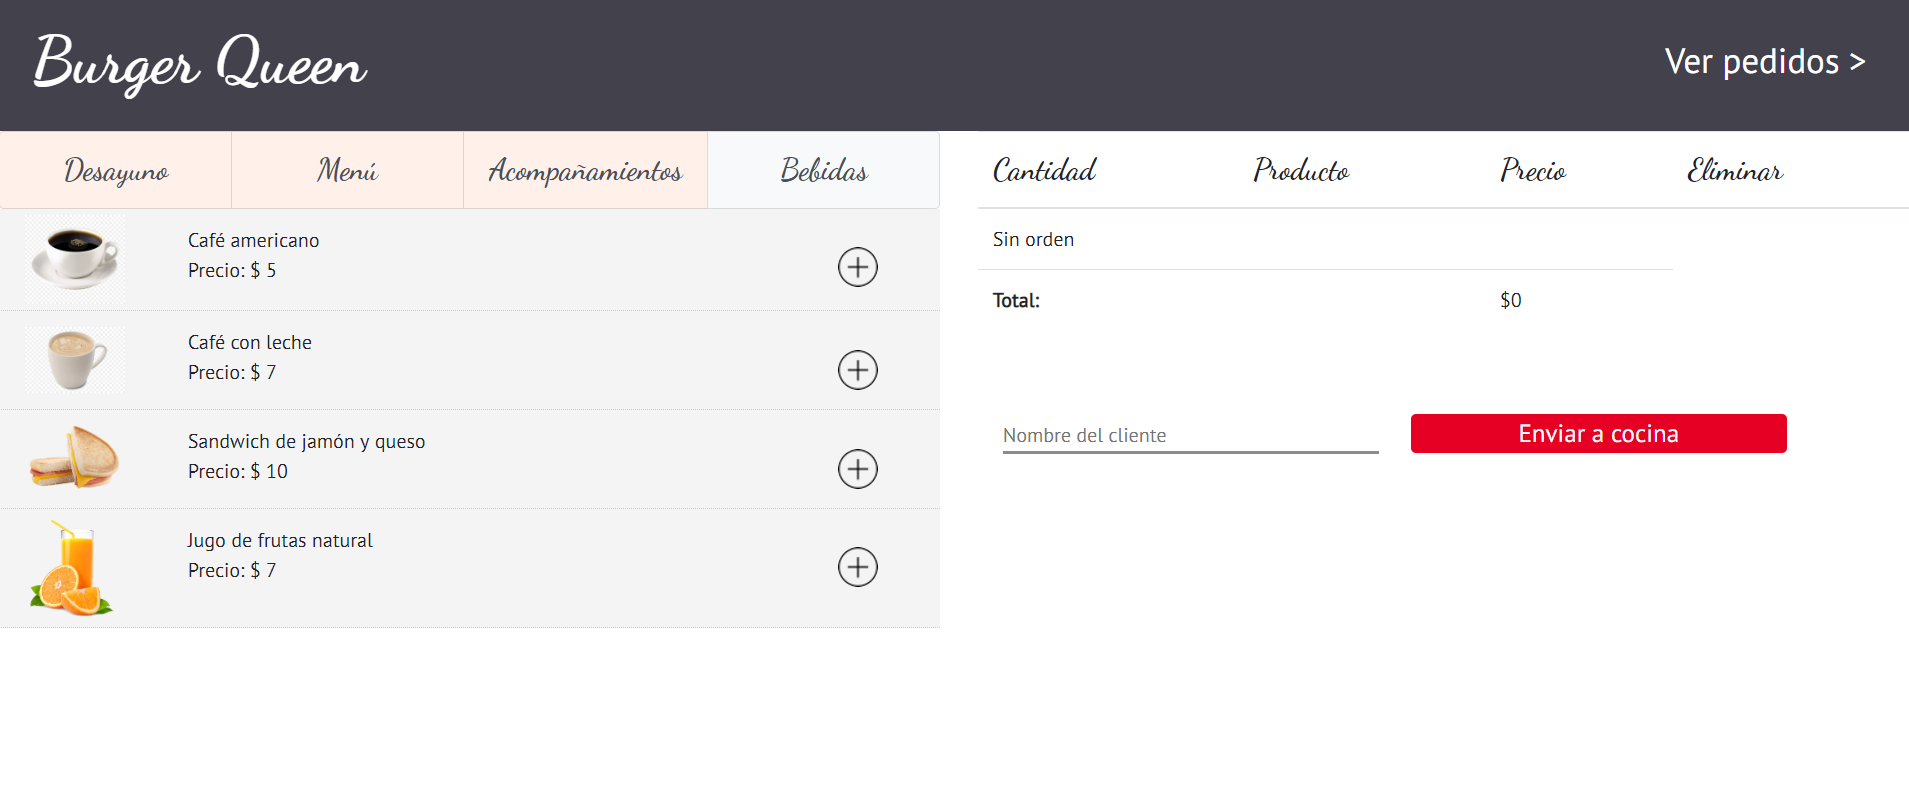 Burger Queen
Ver pedidos >
Desayuno Menú Acompañamientos Bebidas
Café americano
Precio: $ 5
Café con leche
Precio: $ 7
Sandwich de jamón y queso
Precio: $ 10
Jugo de frutas natural
Precio: $ 7
Cantidad Producto Precio Eliminar
Sin orden
Total: $0
Nombre del cliente
Enviar a cocina